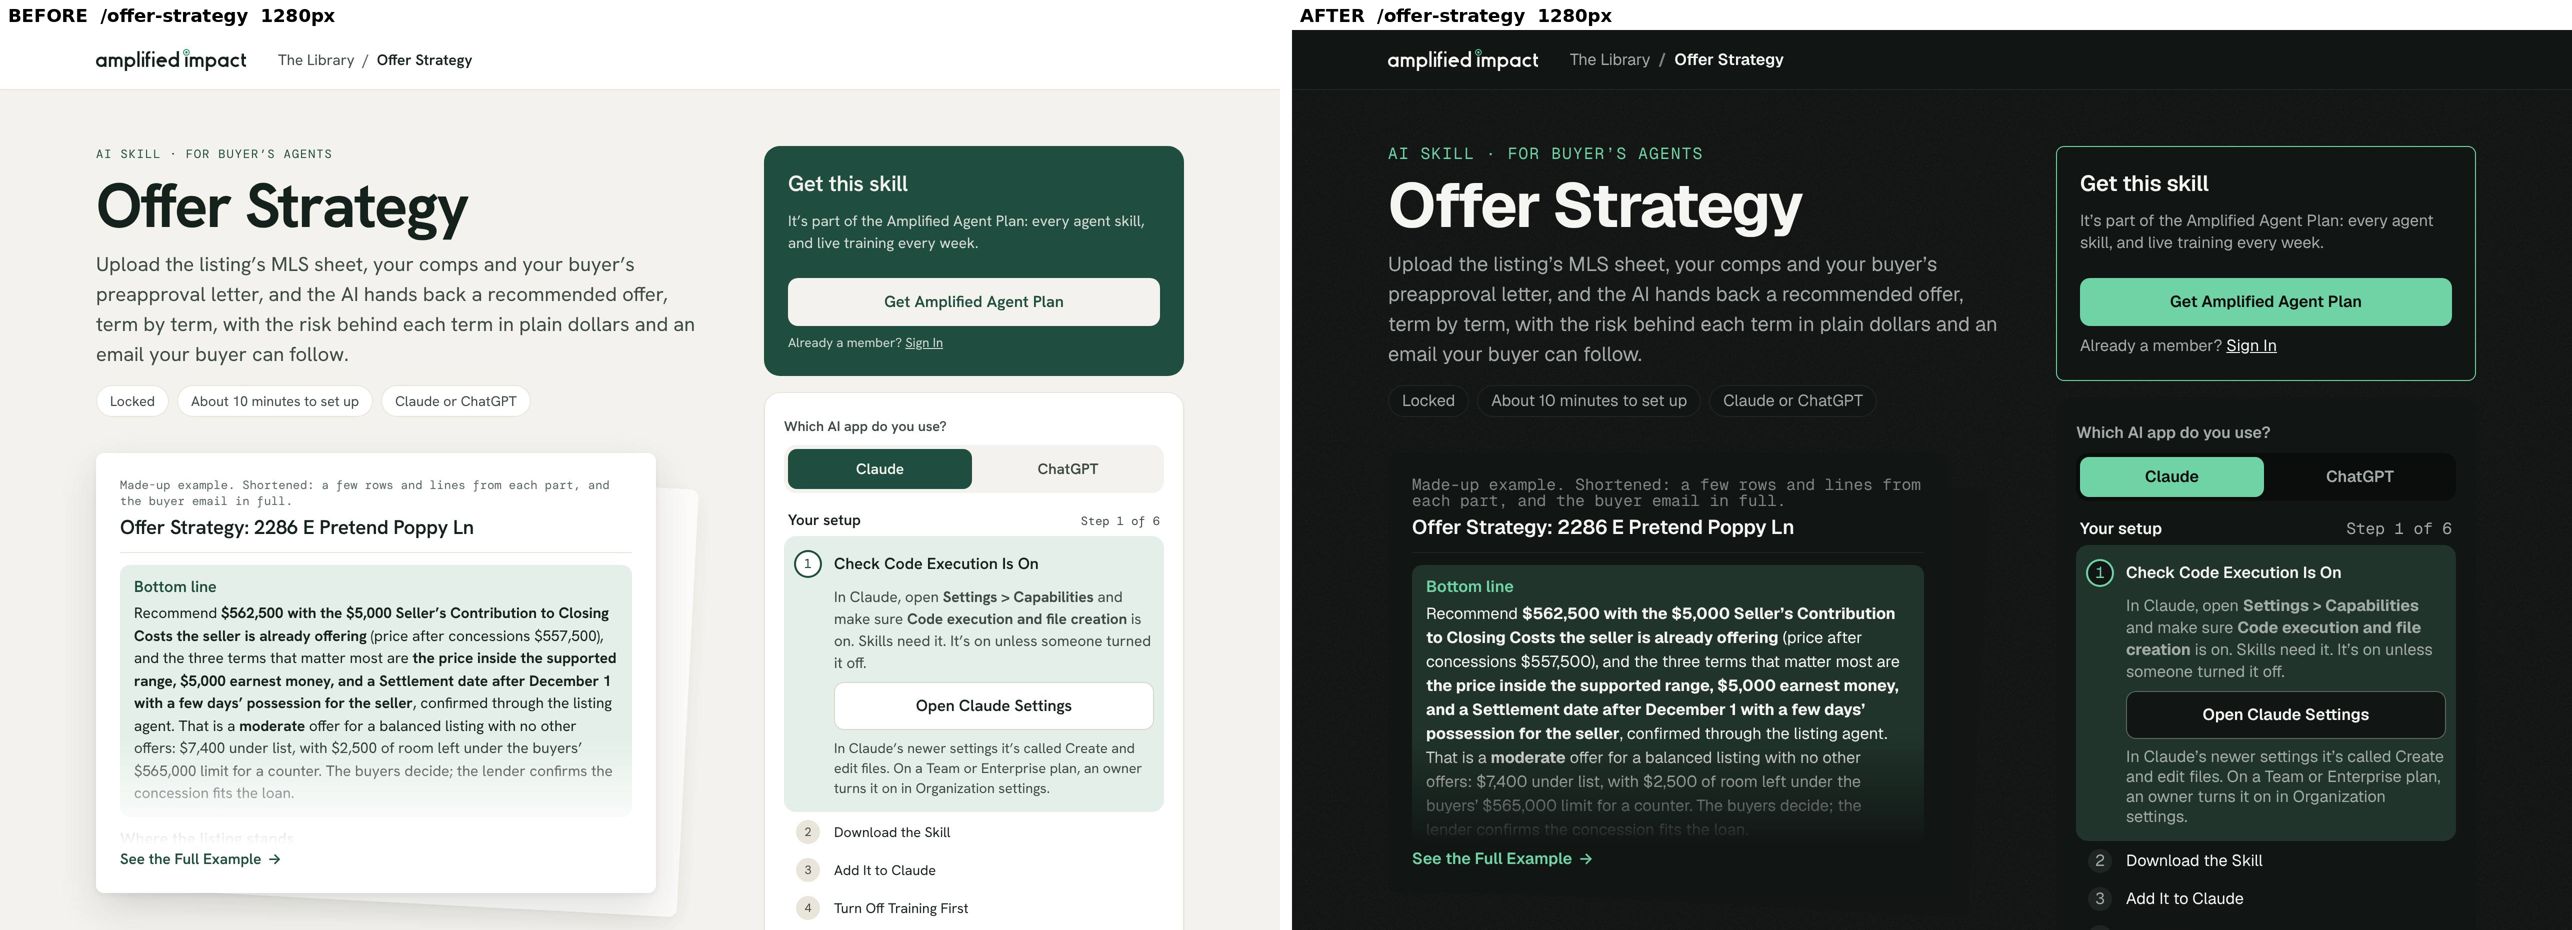 BEFORE /offer-strategy 1280px
amplified impact
The Library / Offer Strategy
AI SKILL · FOR BUYER’S AGENTS
Offer Strategy
Upload the listing’s MLS sheet, your comps and your buyer’s
preapproval letter, and the AI hands back a recommended offer,
term by term, with the risk behind each term in plain dollars and an
email your buyer can follow.
Locked
About 10 minutes to set up
Claude or ChatGPT
Made-up example. Shortened: a few rows and lines from each part, and
the buyer email in full.
Offer Strategy: 2286 E Pretend Poppy Ln
Bottom line
Recommend $562,500 with the $5,000 Seller’s Contribution to Closing
Costs the seller is already offering (price after concessions $557,500),
and the three terms that matter most are the price inside the supported
range, $5,000 earnest money, and a Settlement date after December 1
with a few days’ possession for the seller, confirmed through the listing
agent. That is a moderate offer for a balanced listing with no other
offers: $7,400 under list, with $2,500 of room left under the buyers’
$565,000 limit for a counter. The buyers decide; the lender confirms the
concession fits the loan.
Where the listing stands
See the Full Example →
Get this skill
It’s part of the Amplified Agent Plan: every agent skill,
and live training every week.
Get Amplified Agent Plan
Already a member? Sign In
Which AI app do you use?
Claude
ChatGPT
Your setup
Step 1 of 6
1
Check Code Execution Is On
In Claude, open Settings > Capabilities and
make sure Code execution and file creation is
on. Skills need it. It’s on unless someone turned
it off.
Open Claude Settings
In Claude’s newer settings it’s called Create and
edit files. On a Team or Enterprise plan, an owner
turns it on in Organization settings.
2 Download the Skill
3 Add It to Claude
4 Turn Off Training First
AFTER /offer-strategy 1280px
amplified impact
The Library / Offer Strategy
AI SKILL · FOR BUYER’S AGENTS
Offer Strategy
Upload the listing’s MLS sheet, your comps and your buyer’s
preapproval letter, and the AI hands back a recommended offer,
term by term, with the risk behind each term in plain dollars and an
email your buyer can follow.
Locked
About 10 minutes to set up
Claude or ChatGPT
Made-up example. Shortened: a few rows and lines from
each part, and the buyer email in full.
Offer Strategy: 2286 E Pretend Poppy Ln
Bottom line
Recommend $562,500 with the $5,000 Seller’s Contribution
to Closing Costs the seller is already offering (price after
concessions $557,500), and the three terms that matter most are
the price inside the supported range, $5,000 earnest money,
and a Settlement date after December 1 with a few days’
possession for the seller, confirmed through the listing agent.
That is a moderate offer for a balanced listing with no other
offers: $7,400 under list, with $2,500 of room left under the
buyers’ $565,000 limit for a counter. The buyers decide; the
lender confirms the concession fits the loan.
See the Full Example →
Get this skill
It’s part of the Amplified Agent Plan: every agent
skill, and live training every week.
Get Amplified Agent Plan
Already a member? Sign In
Which AI app do you use?
Claude
ChatGPT
Your setup
Step 1 of 6
1
Check Code Execution Is On
In Claude, open Settings > Capabilities
and make sure Code execution and file
creation is on. Skills need it. It’s on unless
someone turned it off.
Open Claude Settings
In Claude’s newer settings it’s called Create
and edit files. On a Team or Enterprise plan,
an owner turns it on in Organization
settings.
2 Download the Skill
3 Add It to Claude